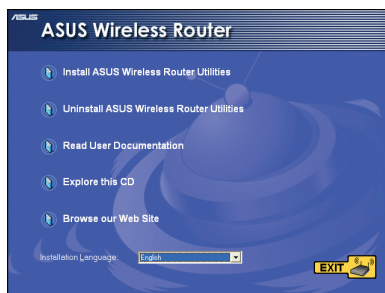 ASUS
ASUS Wireless Router
Install ASUS Wireless Router Utilities
Uninstall ASUS Wireless Router Utilities
Read User Documentation
Explore this CD
Browse our Web Site
Installation Language: English
EXIT